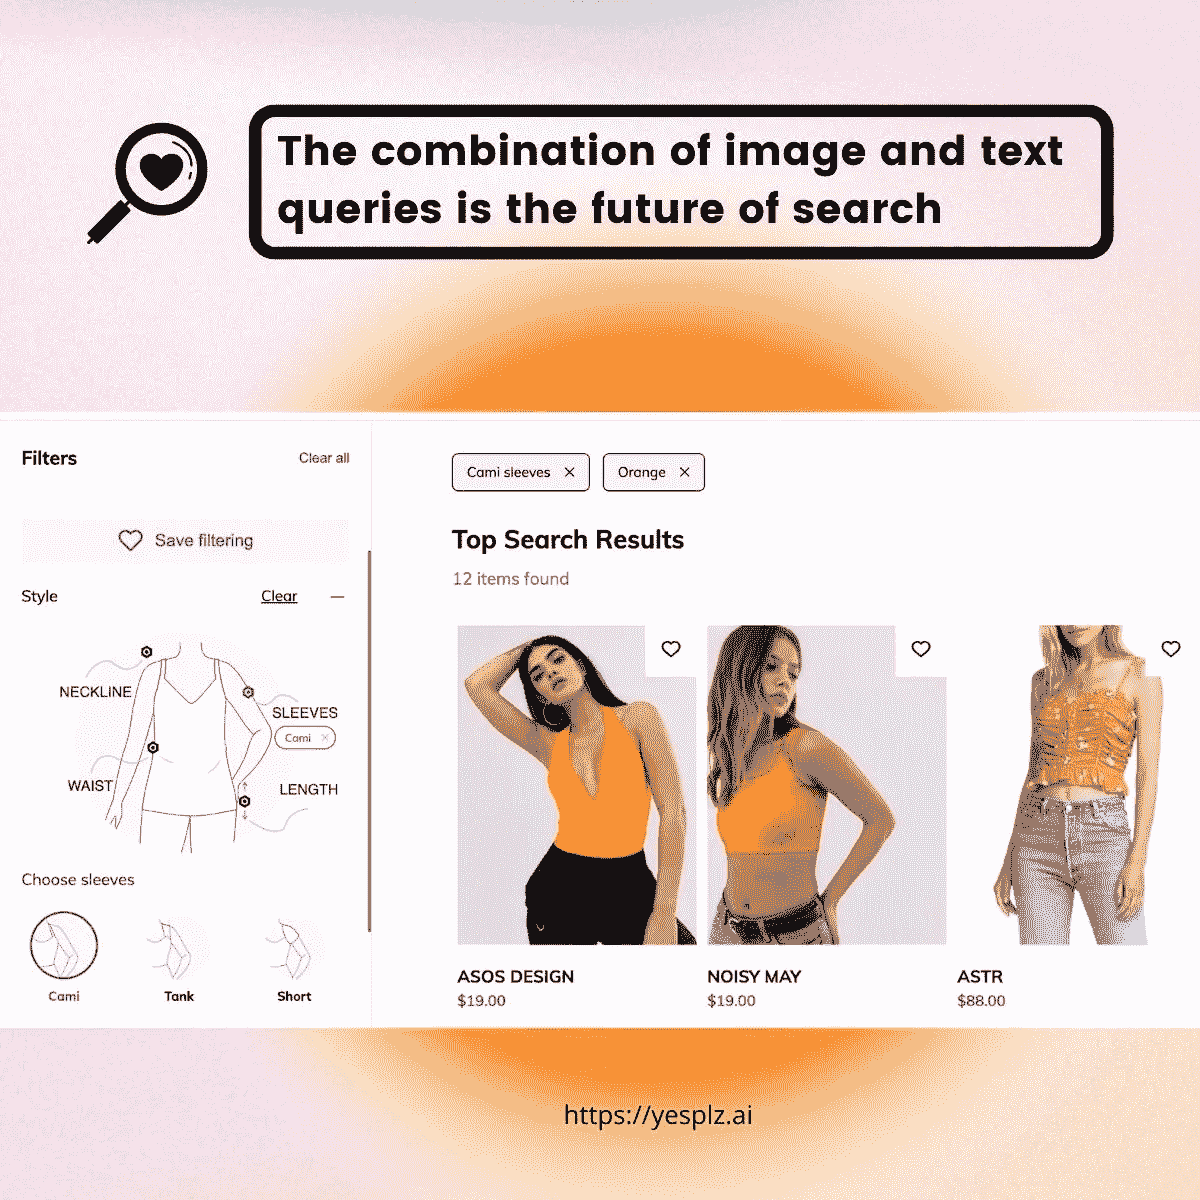 The combination of image and text
queries is the future of search
Filters
Clear all
Save filtering
Style
Clear
NECKLINE
SLEEVES
Cami
WAIST
LENGTH
Choose sleeves
Cami
Tank
Short
Cami sleeves
Orange
Top Search Results
12 items found
ASOS DESIGN
$19.00
NOISY MAY
$19.00
ASTR
$88.00
https://yesplz.ai